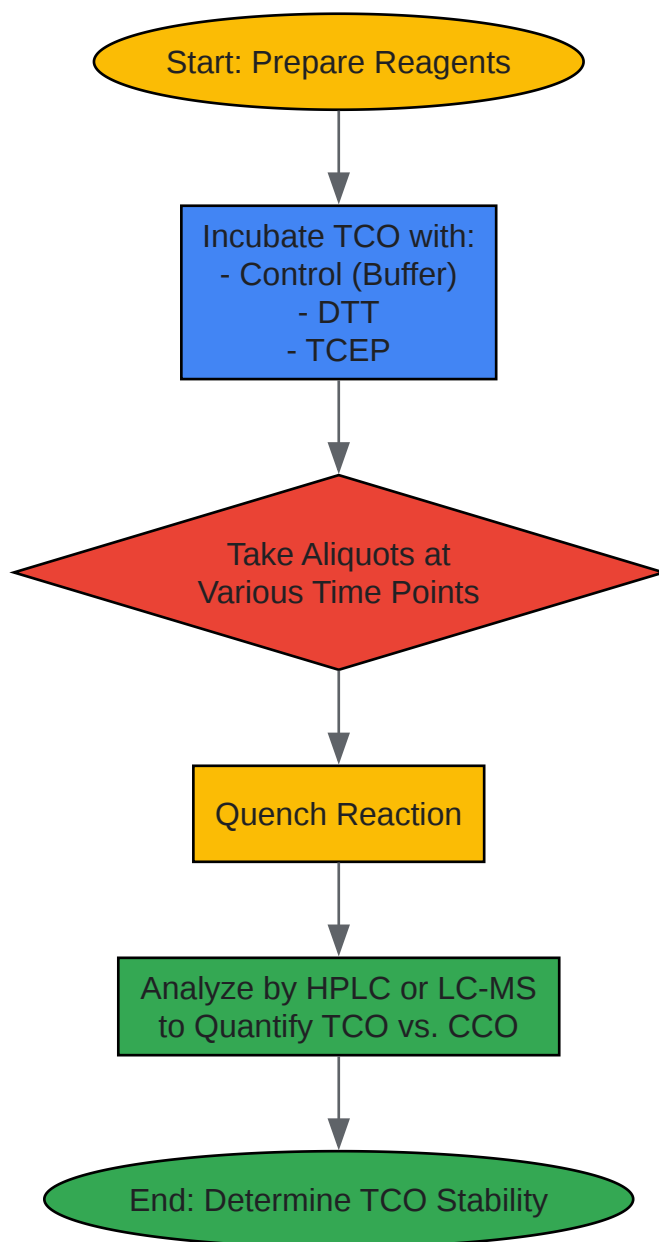 Start: Prepare Reagents
Incubate TCO with:
- Control (Buffer)
- DTT
- TCEP
Take Aliquots at
Various Time Points
Quench Reaction
Analyze by HPLC or LC-MS
to Quantify TCO vs. CCO
End: Determine TCO Stability